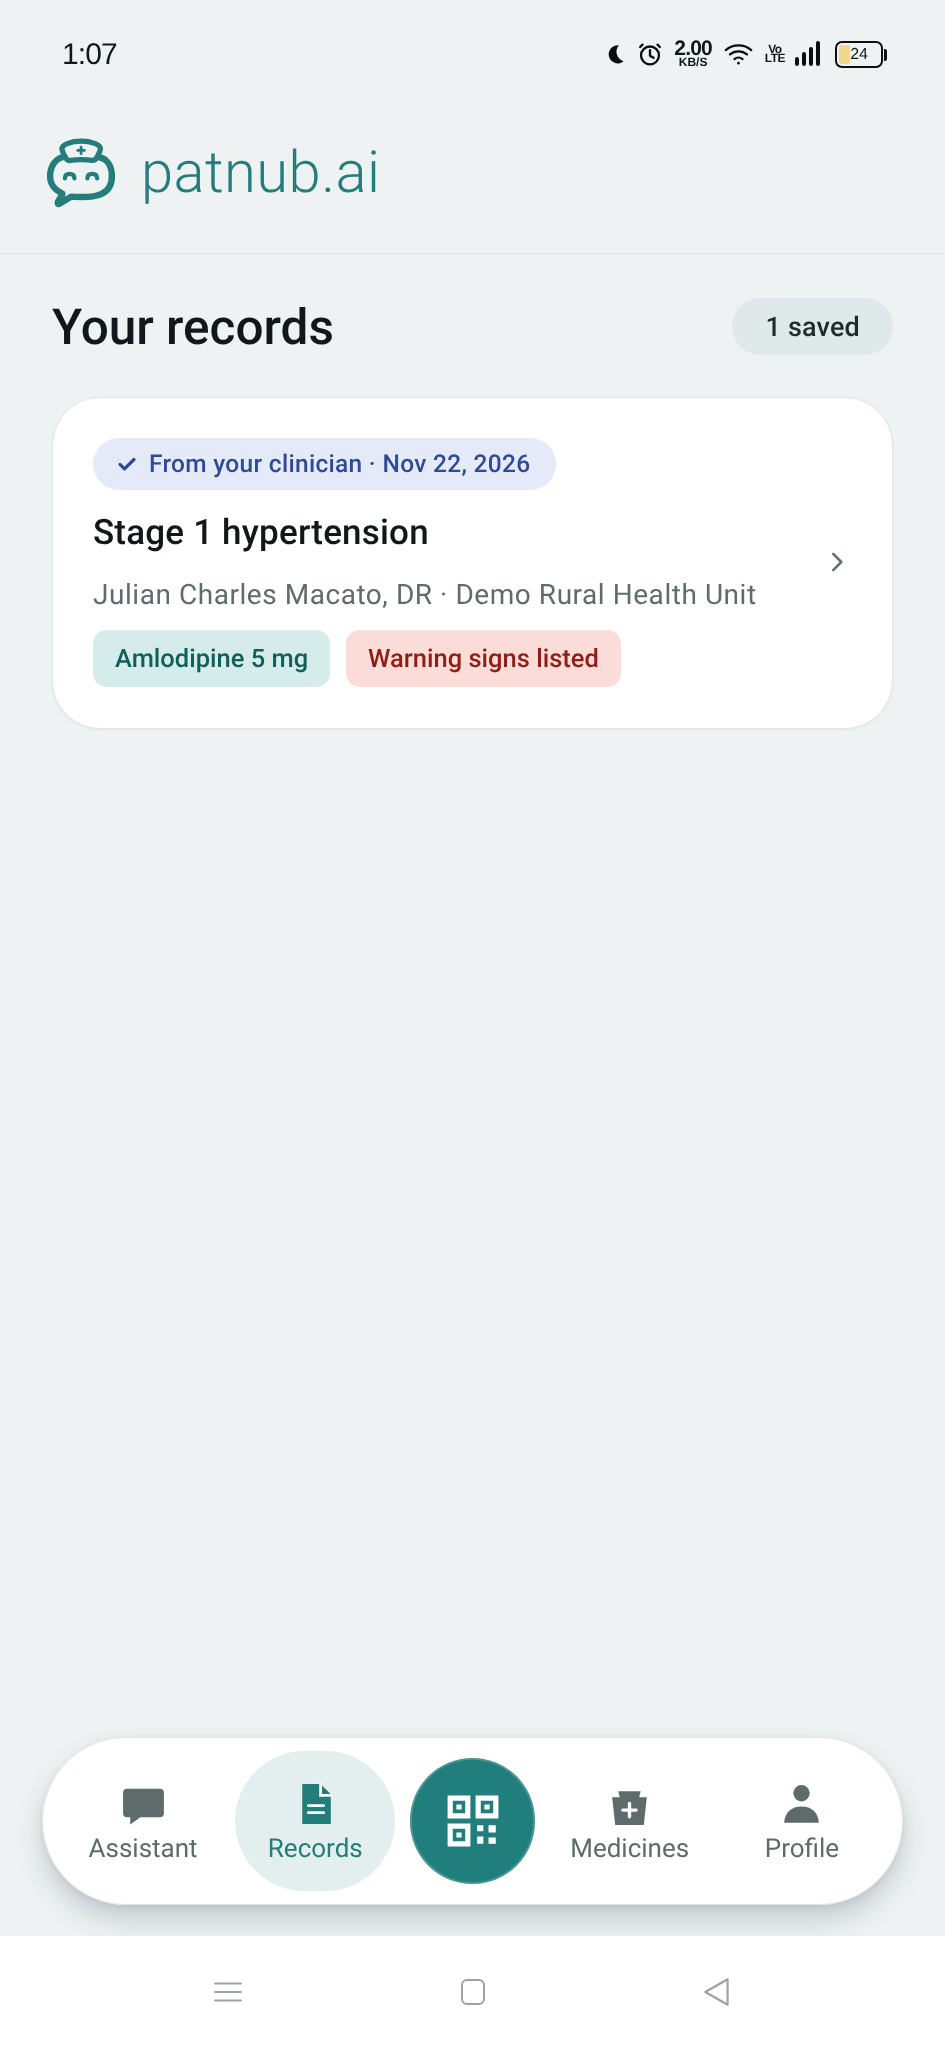 1:07
2.00
KB/S
Vo
LTE
24
patnub.ai
Your records
1 saved
From your clinician · Nov 22, 2026
Stage 1 hypertension
Julian Charles Macato, DR · Demo Rural Health Unit
Amlodipine 5 mg
Warning signs listed
Assistant
Records
Medicines
Profile